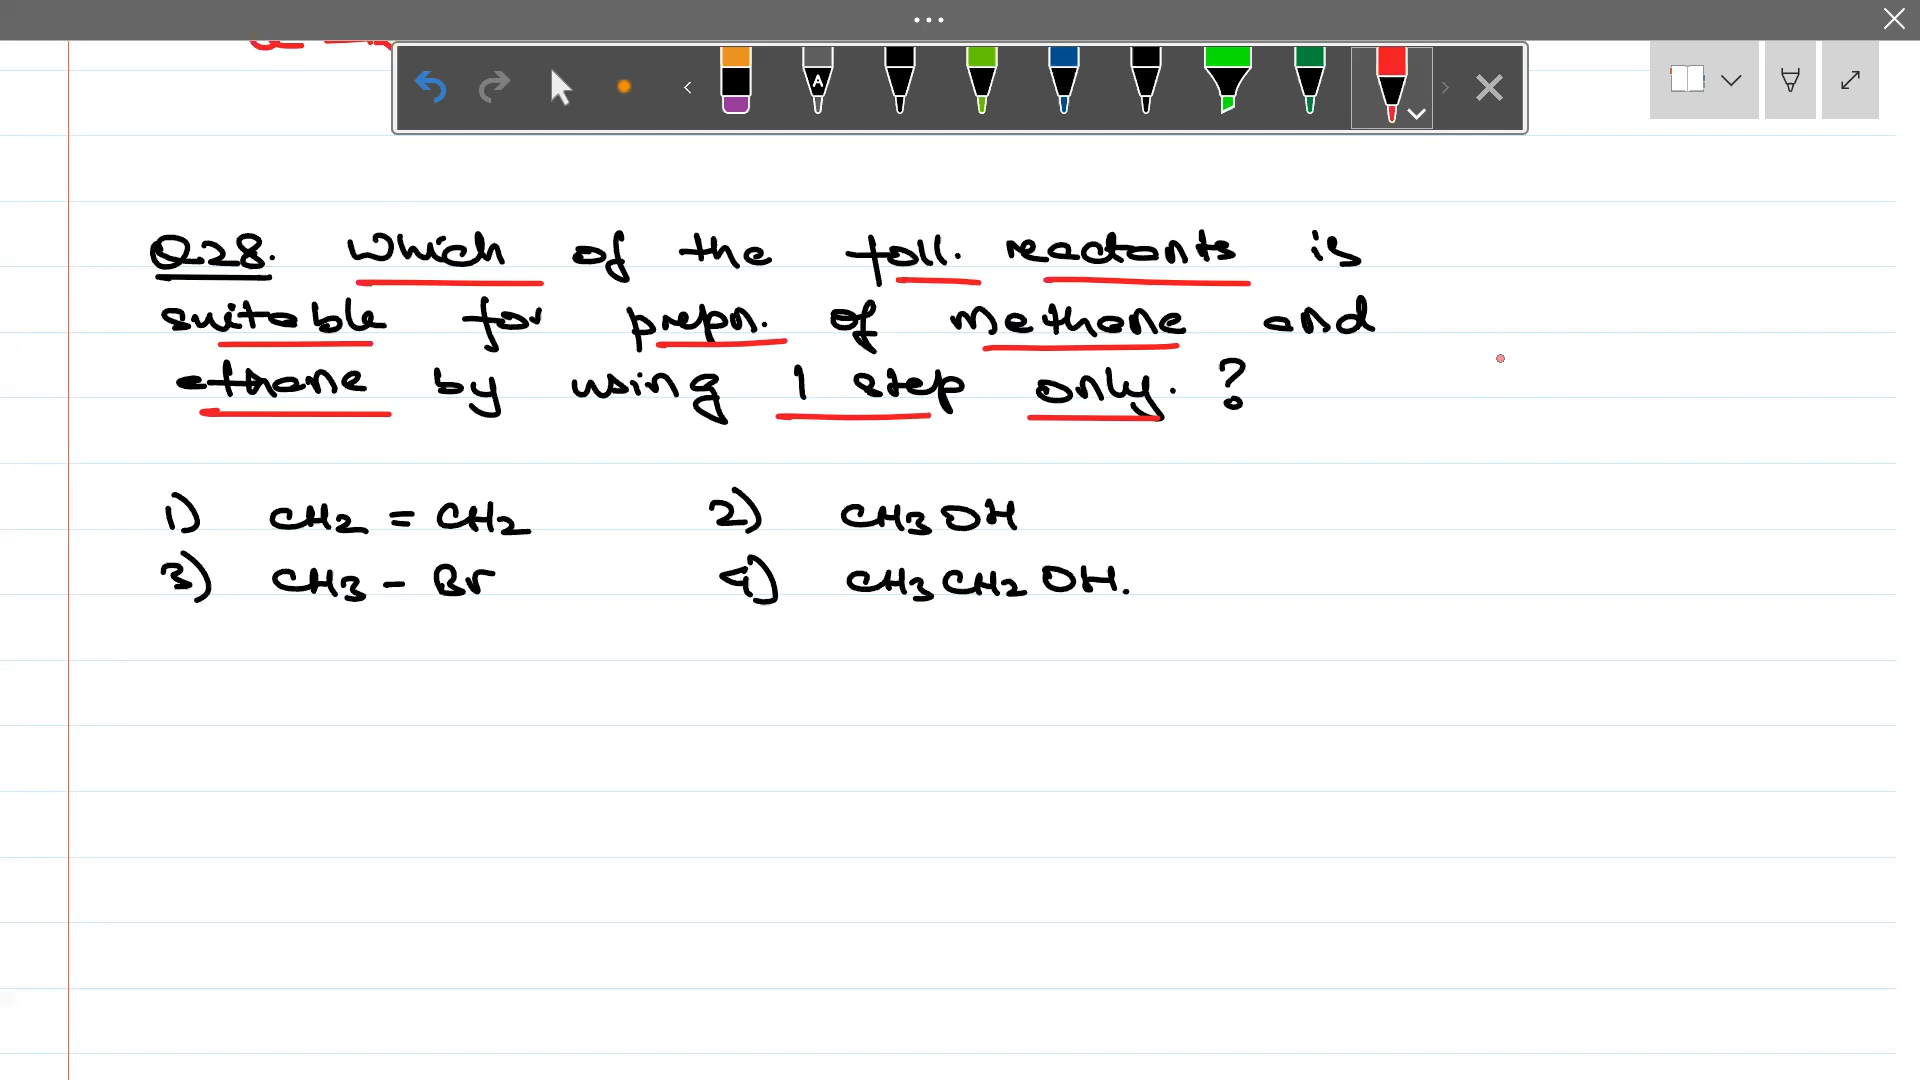 Q28. Which of the foll. reactants is
suitable for prepn. of methane and
ethane by using 1 step only. ?
1) CH2 = CH2 2) CH3OH
3) CH3 - Br 4) CH3CH2OH.